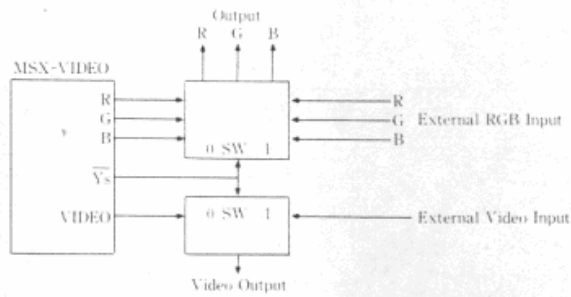 Output
R G B
MSX-VIDEO
R R
G G External RGB Input
B B
0 SW 1
Ys
0 SW 1
VIDEO External Video Input
Video Output